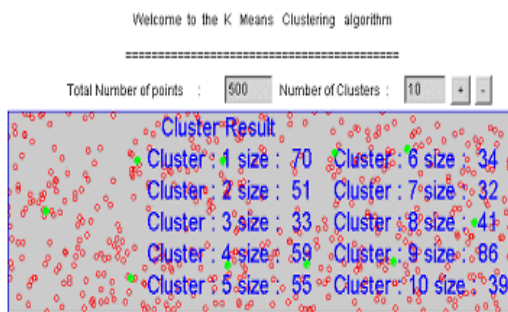 Welcome to the K Means Clustering algorithm
==========================================
Total Number of points : 500 Number of Clusters : 10 + -
Cluster Result
Cluster : 1 size : 70 Cluster : 6 size : 34
Cluster : 2 size : 51 Cluster : 7 size : 32
Cluster : 3 size : 33 Cluster : 8 size : 41
Cluster : 4 size : 59 Cluster : 9 size : 86
Cluster : 5 size : 55 Cluster : 10 size : 39